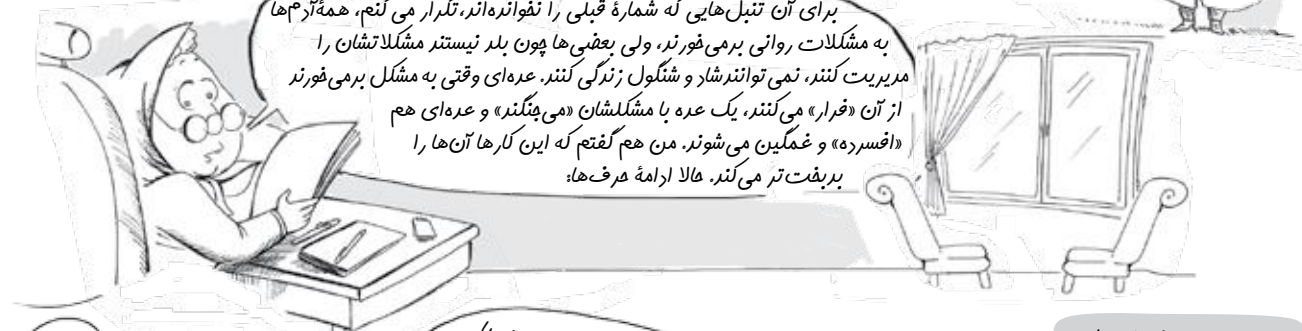 برای آن تنبل‌هایی که شمارهٔ قبلی را نخوانده‌اند، تکرار می کنم، همهٔ آدم‌ها
به مشکلات روانی برمی‌خورند، ولی بعضی‌ها چون بلد نیستند مشکلاتشان را
مدیریت کنند، نمی‌توانند شاد و شنگول زندگی کنند. عده‌ای وقتی به مشکل برمی‌خورند
از آن «فرار» می‌کنند، یک عده با مشکلشان «می‌جنگند» و عده‌ای هم
«افسرده» و غمگین می‌شوند. من هم گفتم که این کارها آن‌ها را
بدبخت‌تر می‌کند. حالا ادامهٔ حرف‌ها: